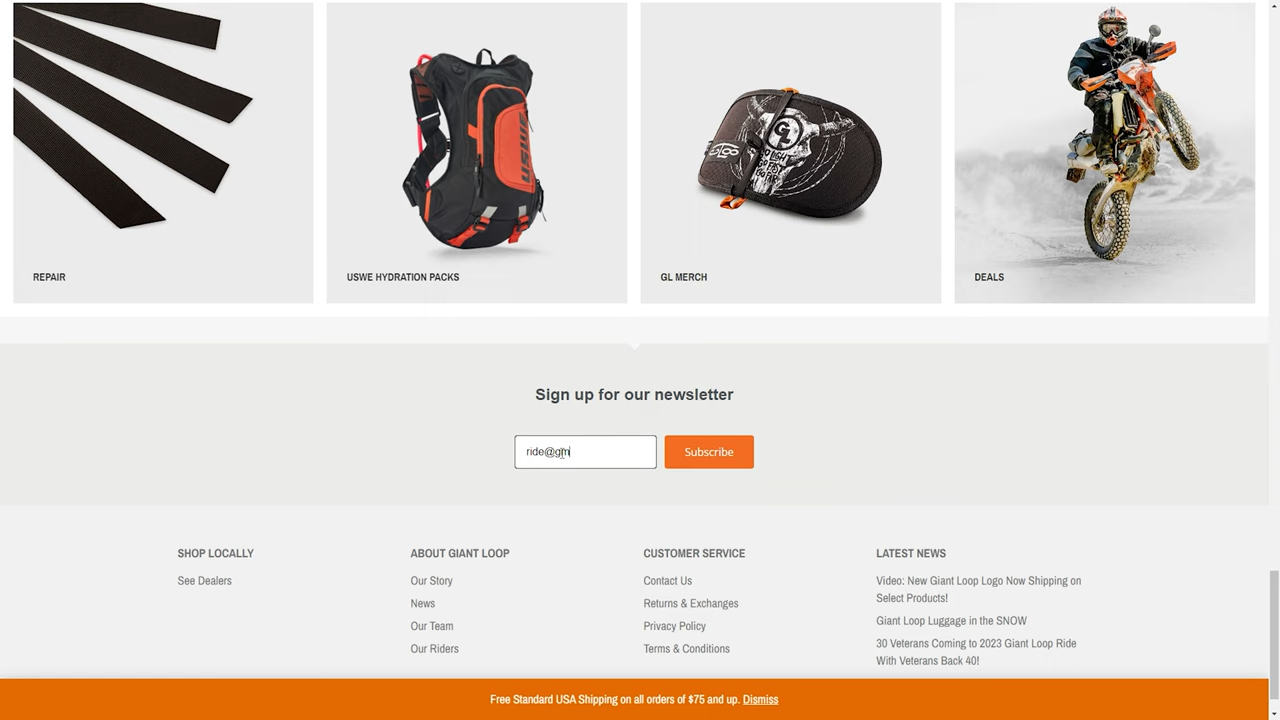 USWE
GLOO
GL
REPAIR
USWE HYDRATION PACKS
GL MERCH
DEALS
Sign up for our newsletter
ride@gm
Subscribe
SHOP LOCALLY
See Dealers
ABOUT GIANT LOOP
Our Story
News
Our Team
Our Riders
CUSTOMER SERVICE
Contact Us
Returns & Exchanges
Privacy Policy
Terms & Conditions
LATEST NEWS
Video: New Giant Loop Logo Now Shipping on
Select Products!
Giant Loop Luggage in the SNOW
30 Veterans Coming to 2023 Giant Loop Ride
With Veterans Back 40!
Free Standard USA Shipping on all orders of $75 and up. Dismiss